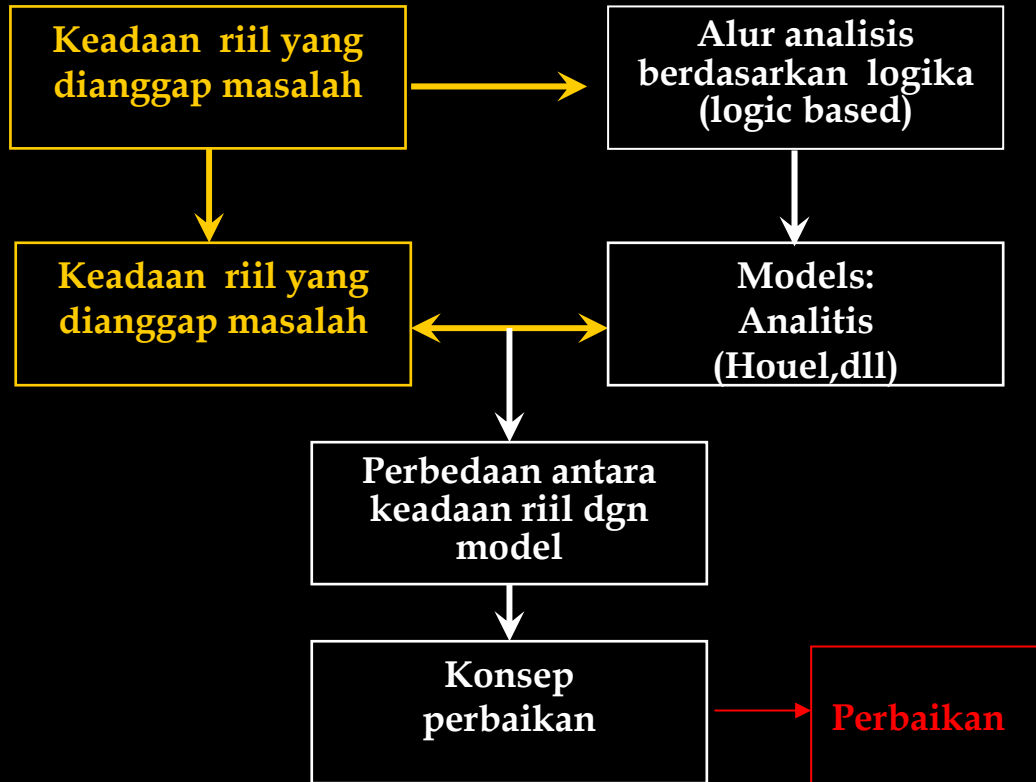 Keadaan riil yang
dianggap masalah
Alur analisis
berdasarkan logika
(logic based)
Keadaan riil yang
dianggap masalah
Models:
Analitis
(Houel,dll)
Perbedaan antara
keadaan riil dgn
model
Konsep
perbaikan
Perbaikan